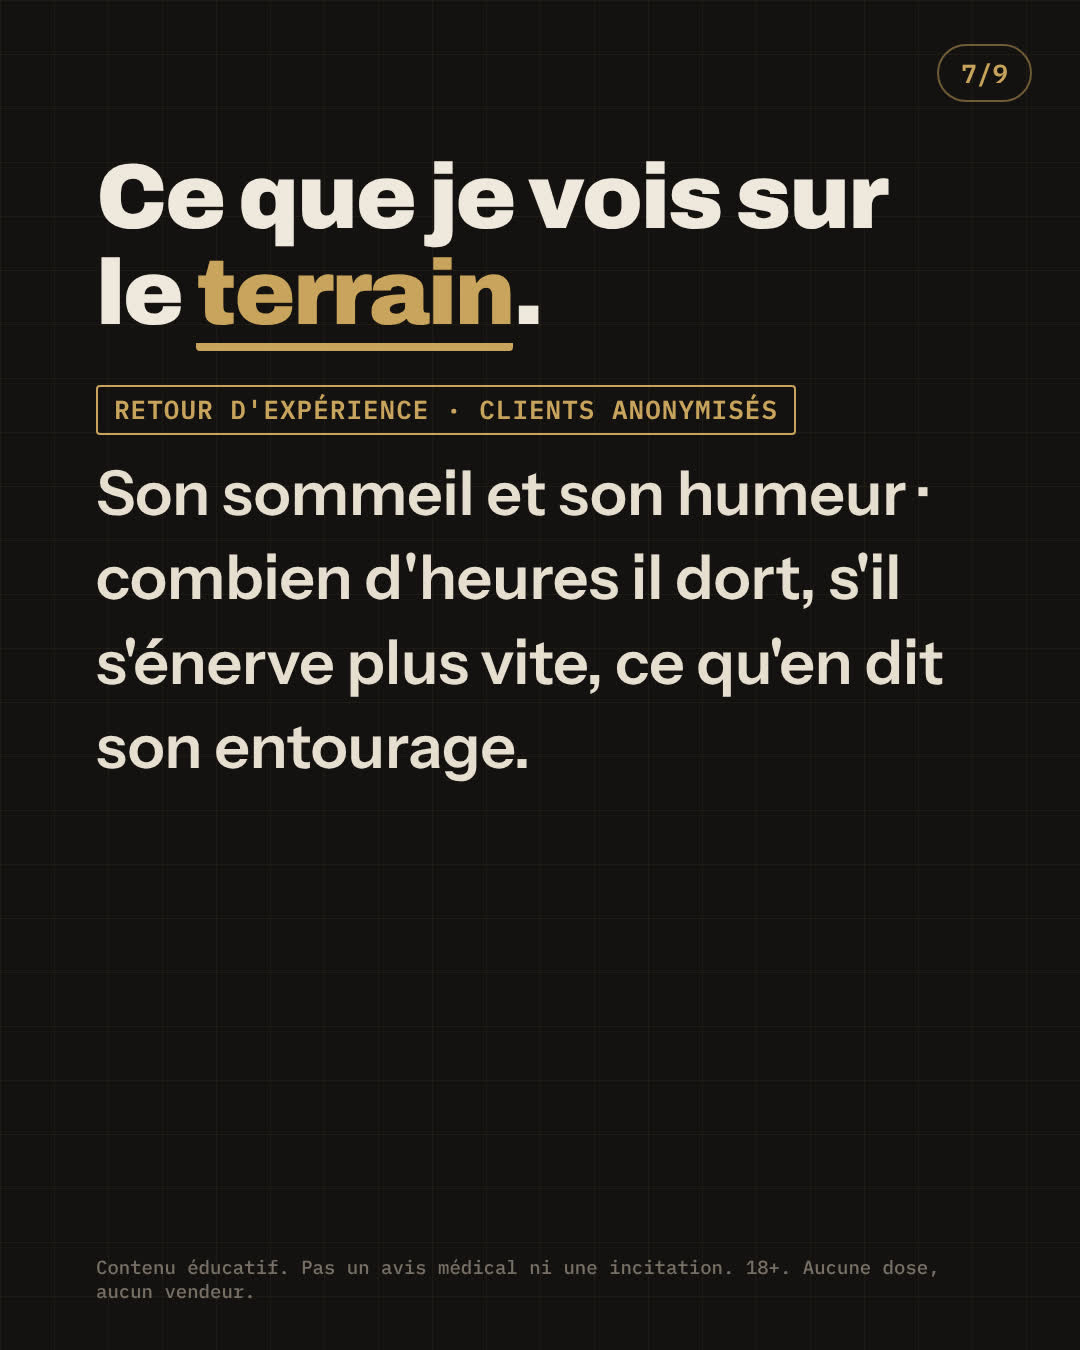 7/9
Ce que je vois sur
le terrain.
RETOUR D'EXPÉRIENCE · CLIENTS ANONYMISÉS
Son sommeil et son humeur ·
combien d'heures il dort, s'il
s'énerve plus vite, ce qu'en dit
son entourage.
Contenu éducatif. Pas un avis médical ni une incitation. 18+. Aucune dose,
aucun vendeur.